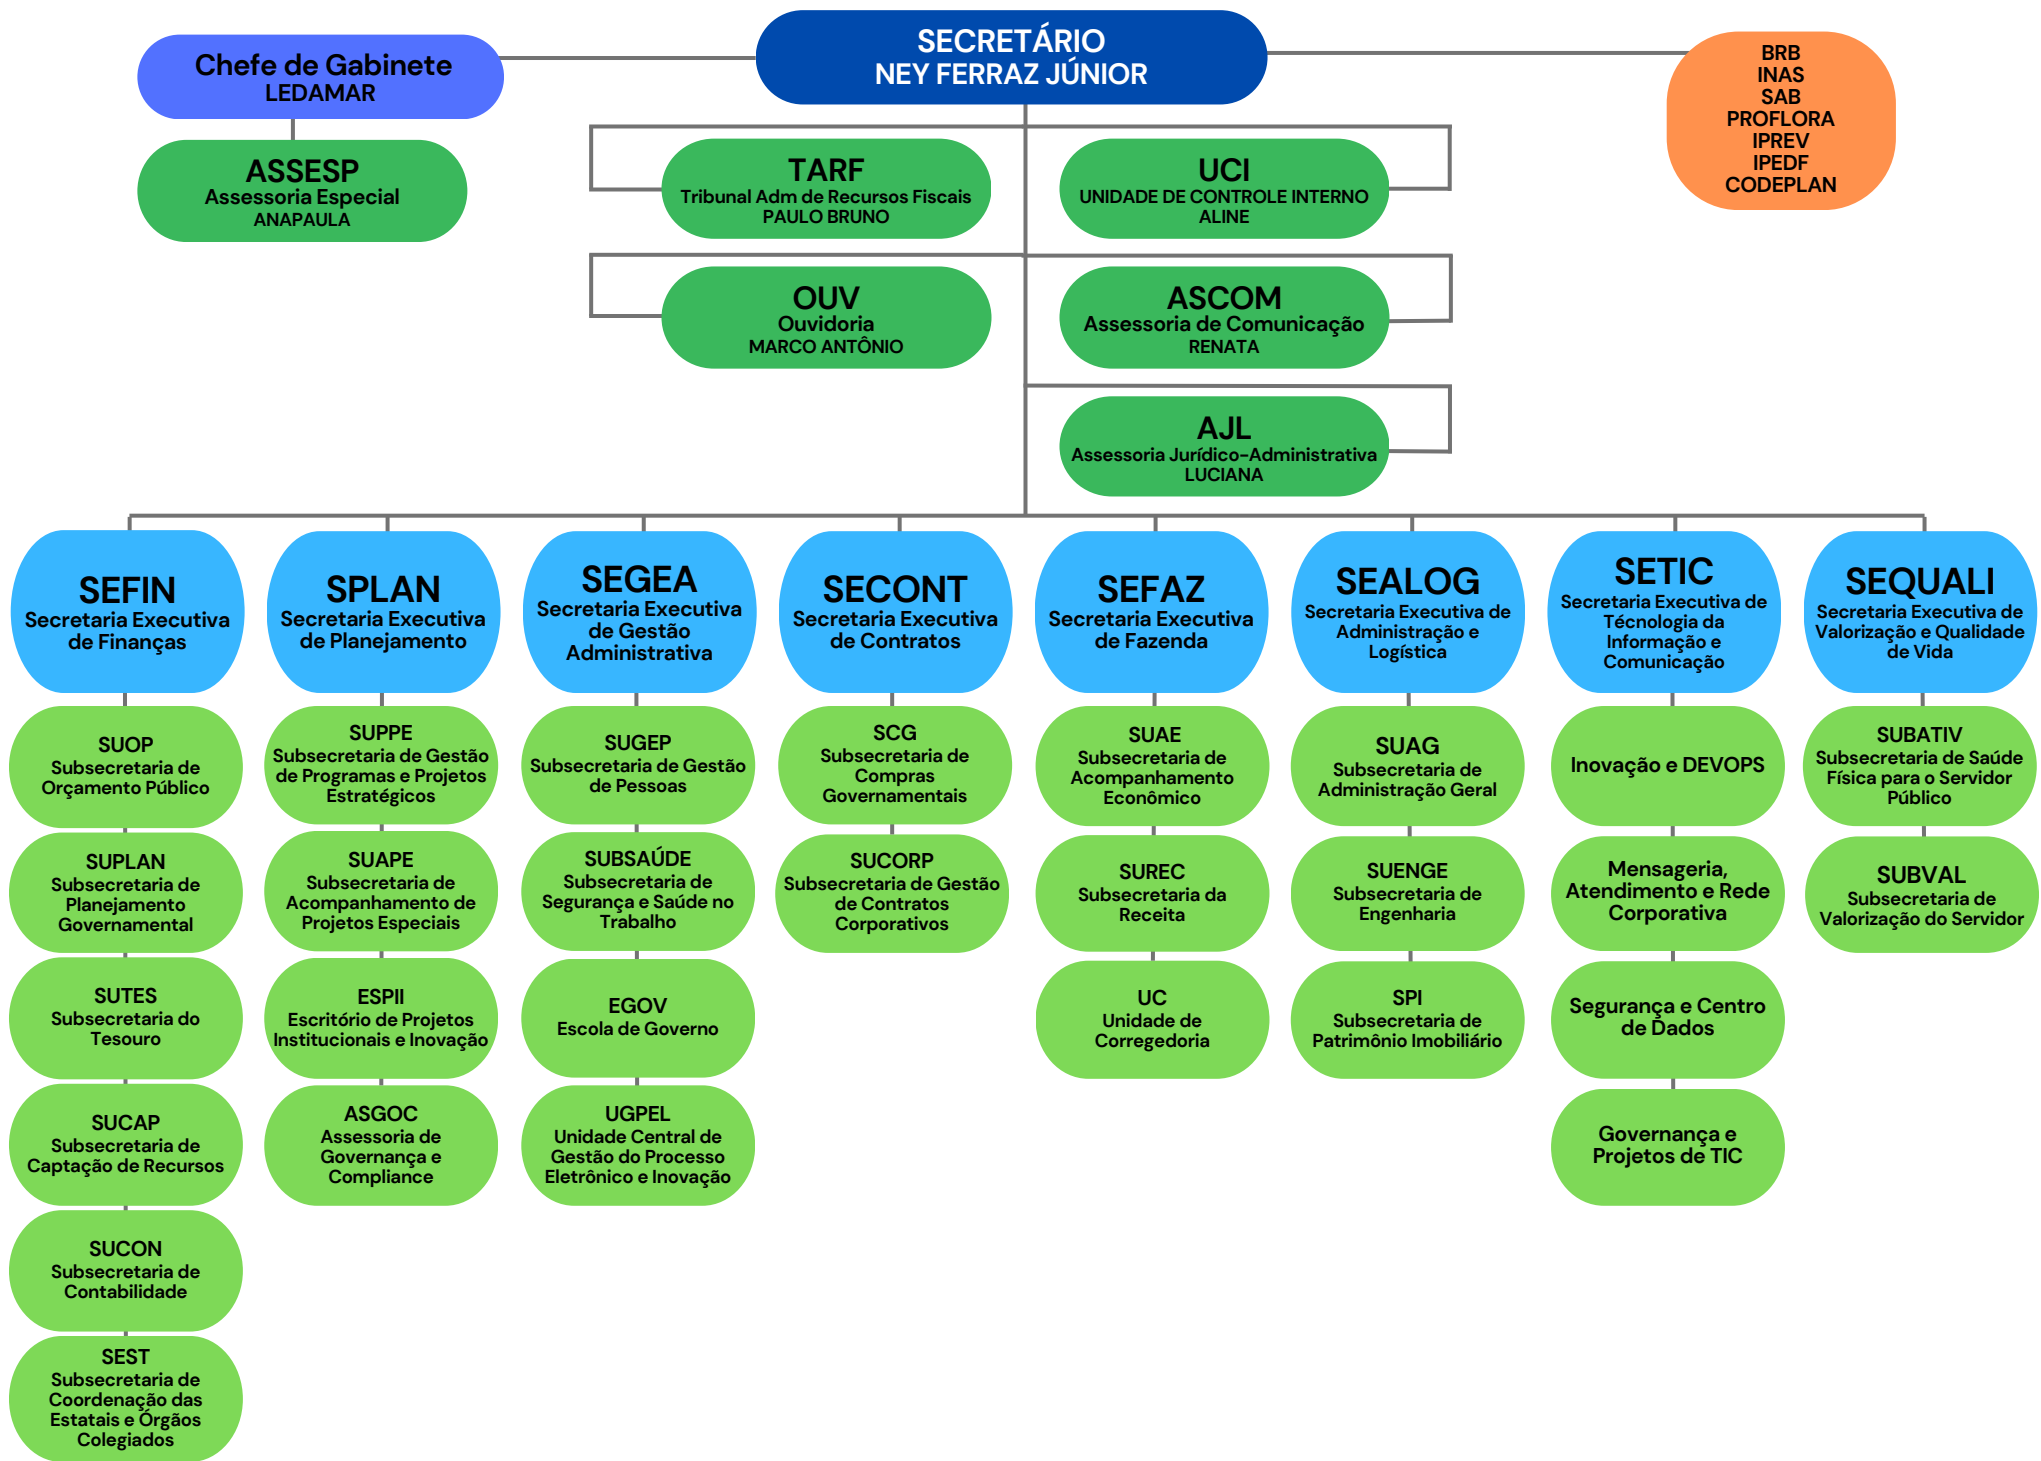 SECRETÁRIO
NEY FERRAZ JÚNIOR
Chefe de Gabinete
LEDAMAR
BRB
INAS
SAB
PROFLORA
IPREV
IPEDF
CODEPLAN
ASSESP
Assessoria Especial
ANAPAULA
TARF
Tribunal Adm de Recursos Fiscais
PAULO BRUNO
UCI
UNIDADE DE CONTROLE INTERNO
ALINE
OUV
Ouvidoria
MARCO ANTÔNIO
ASCOM
Assessoria de Comunicação
RENATA
AJL
Assessoria Jurídico-Administrativa
LUCIANA
SEFIN
Secretaria Executiva
de Finanças
SUOP
Subsecretaria de
Orçamento Público
SUPLAN
Subsecretaria de
Planejamento
Governamental
SUTES
Subsecretaria do
Tesouro
SUCAP
Subsecretaria de
Captação de Recursos
SUCON
Subsecretaria de
Contabilidade
SEST
Subsecretaria de
Coordenação das
Estatais e Órgãos
Colegiados
SPLAN
Secretaria Executiva
de Planejamento
SUPPE
Subsecretaria de Gestão
de Programas e Projetos
Estratégicos
SUAPE
Subsecretaria de
Acompanhamento de
Projetos Especiais
ESPII
Escritório de Projetos
Institucionais e Inovação
ASGOC
Assessoria de
Governança e
Compliance
SEGEA
Secretaria Executiva
de Gestão
Administrativa
SUGEP
Subsecretaria de Gestão
de Pessoas
SUBSAÚDE
Subsecretaria de
Segurança e Saúde no
Trabalho
EGOV
Escola de Governo
UGPEL
Unidade Central de
Gestão do Processo
Eletrônico e Inovação
SECONT
Secretaria Executiva
de Contratos
SCG
Subsecretaria de
Compras
Governamentais
SUCORP
Subsecretaria de Gestão
de Contratos
Corporativos
SEFAZ
Secretaria Executiva
de Fazenda
SUAE
Subsecretaria de
Acompanhamento
Econômico
SUREC
Subsecretaria da
Receita
UC
Unidade de
Corregedoria
SEALOG
Secretaria Executiva de
Administração e
Logística
SUAG
Subsecretaria de
Administração Geral
SUENGE
Subsecretaria de
Engenharia
SPI
Subsecretaria de
Patrimônio Imobiliário
SETIC
Secretaria Executiva de
Técnologia da
Informação e
Comunicação
Inovação e DEVOPS
Mensageria,
Atendimento e Rede
Corporativa
Segurança e Centro
de Dados
Governança e
Projetos de TIC
SEQUALI
Secretaria Executiva de
Valorização e Qualidade
de Vida
SUBATIV
Subsecretaria de Saúde
Física para o Servidor
Público
SUBVAL
Subsecretaria de
Valorização do Servidor